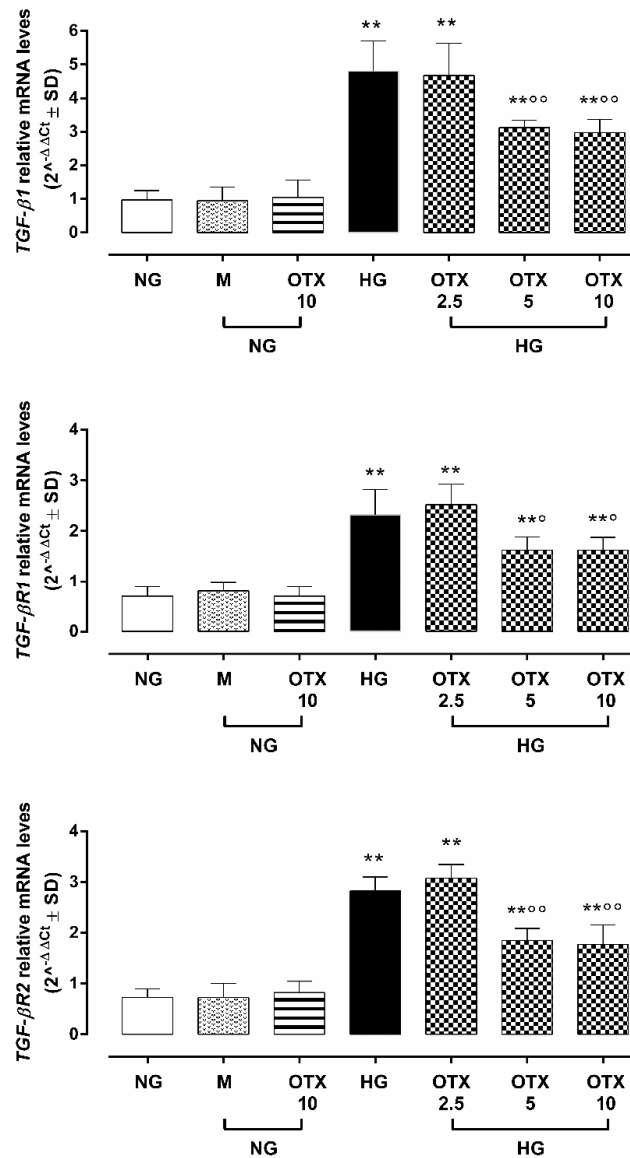 TGF-β1 relative mRNA leves
(2^-ΔΔCt ± SD)
6
5
4
3
2
1
0
** ** **°° **°°
NG M OTX HG OTX OTX OTX
10 2.5 5 10
NG HG
TGF-βR1 relative mRNA leves
(2^-ΔΔCt ± SD)
4
3
2
1
0
** ** **° **°
NG M OTX HG OTX OTX OTX
10 2.5 5 10
NG HG
TGF-βR2 relative mRNA leves
(2^-ΔΔCt ± SD)
4
3
2
1
0
** ** **°° **°°
NG M OTX HG OTX OTX OTX
10 2.5 5 10
NG HG